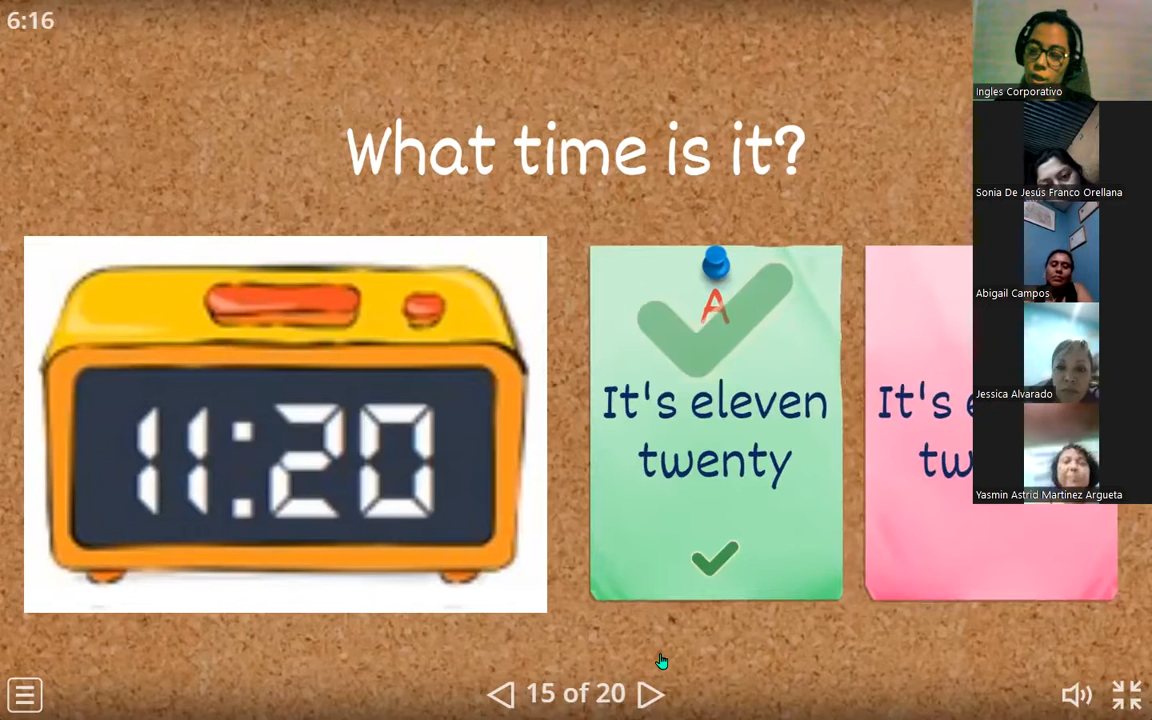 6:16
What time is it?
11:20
A
It's eleven
twenty
It's
15 of 20
Ingles Corporativo
Sonia De Jesús Franco Orellana
Abigail Campos
Jessica Alvarado
Yasmin Astrid Martinez Argueta